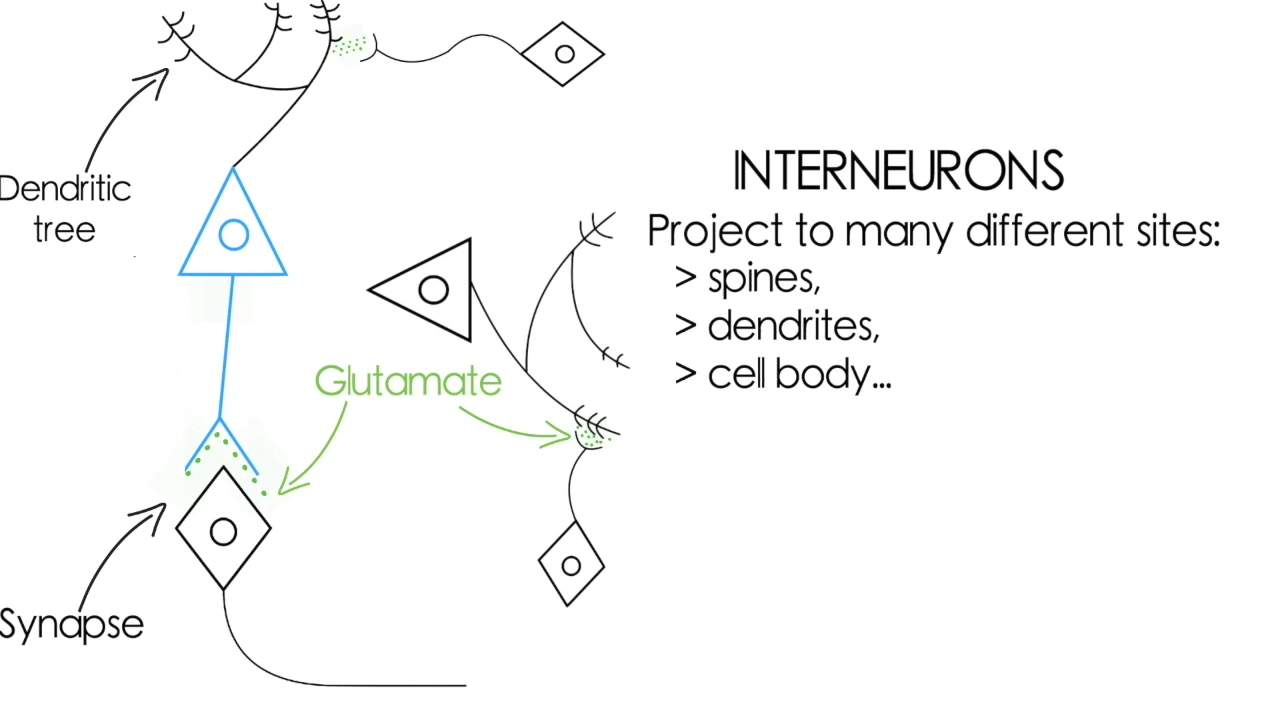 Dendritic
tree
Glutamate
Synapse
INTERNEURONS
Project to many different sites:
> spines,
> dendrites,
> cell body...